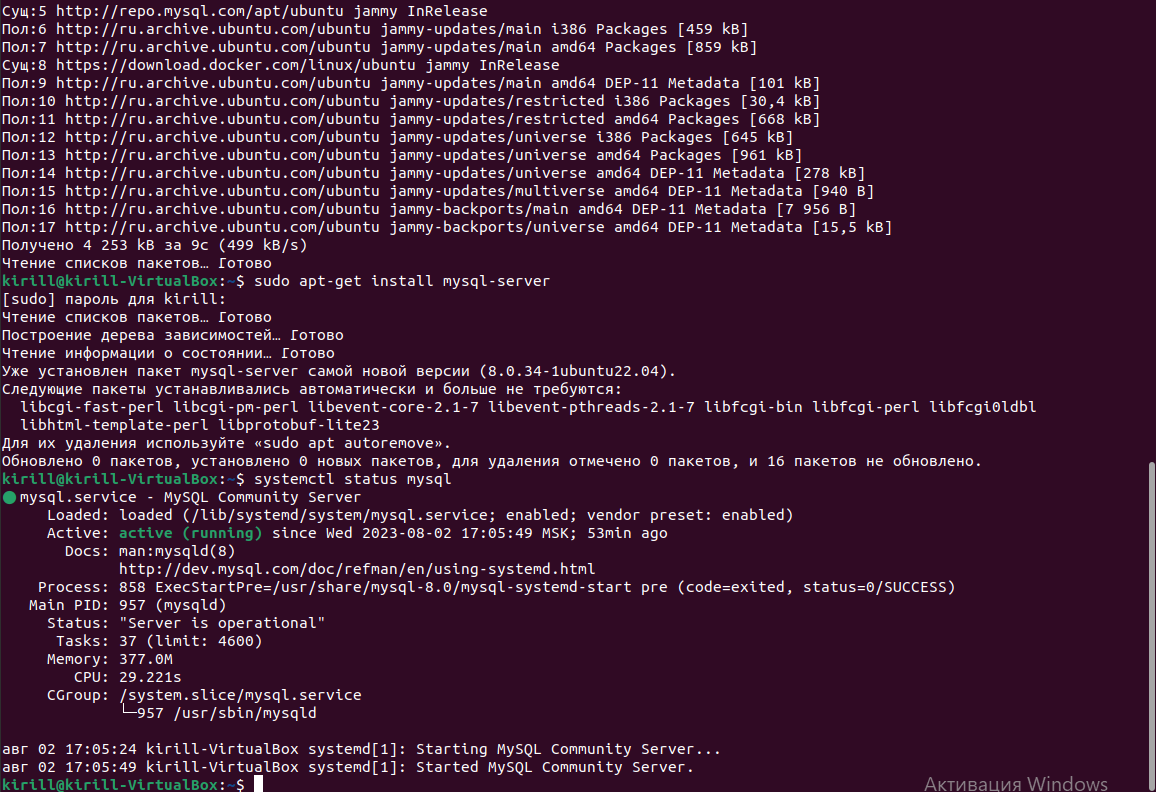 Сущ:5 http://repo.mysql.com/apt/ubuntu jammy InRelease
Пол:6 http://ru.archive.ubuntu.com/ubuntu jammy-updates/main i386 Packages [459 kB]
Пол:7 http://ru.archive.ubuntu.com/ubuntu jammy-updates/main amd64 Packages [859 kB]
Сущ:8 https://download.docker.com/linux/ubuntu jammy InRelease
Пол:9 http://ru.archive.ubuntu.com/ubuntu jammy-updates/main amd64 DEP-11 Metadata [101 kB]
Пол:10 http://ru.archive.ubuntu.com/ubuntu jammy-updates/restricted i386 Packages [30,4 kB]
Пол:11 http://ru.archive.ubuntu.com/ubuntu jammy-updates/restricted amd64 Packages [668 kB]
Пол:12 http://ru.archive.ubuntu.com/ubuntu jammy-updates/universe i386 Packages [645 kB]
Пол:13 http://ru.archive.ubuntu.com/ubuntu jammy-updates/universe amd64 Packages [961 kB]
Пол:14 http://ru.archive.ubuntu.com/ubuntu jammy-updates/universe amd64 DEP-11 Metadata [278 kB]
Пол:15 http://ru.archive.ubuntu.com/ubuntu jammy-updates/multiverse amd64 DEP-11 Metadata [940 B]
Пол:16 http://ru.archive.ubuntu.com/ubuntu jammy-backports/main amd64 DEP-11 Metadata [7 956 B]
Пол:17 http://ru.archive.ubuntu.com/ubuntu jammy-backports/universe amd64 DEP-11 Metadata [15,5 kB]
Получено 4 253 kB за 9с (499 kB/s)
Чтение списков пакетов… Готово
kirill@kirill-VirtualBox:~$ sudo apt-get install mysql-server
[sudo] пароль для kirill:
Чтение списков пакетов… Готово
Построение дерева зависимостей… Готово
Чтение информации о состоянии… Готово
Уже установлен пакет mysql-server самой новой версии (8.0.34-1ubuntu22.04).
Следующие пакеты устанавливались автоматически и больше не требуются:
  libcgi-fast-perl libcgi-pm-perl libevent-core-2.1-7 libevent-pthreads-2.1-7 libfcgi-bin libfcgi-perl libfcgi0ldbl
  libhtml-template-perl libprotobuf-lite23
Для их удаления используйте «sudo apt autoremove».
Обновлено 0 пакетов, установлено 0 новых пакетов, для удаления отмечено 0 пакетов, и 16 пакетов не обновлено.
kirill@kirill-VirtualBox:~$ systemctl status mysql
● mysql.service - MySQL Community Server
     Loaded: loaded (/lib/systemd/system/mysql.service; enabled; vendor preset: enabled)
     Active: active (running) since Wed 2023-08-02 17:05:49 MSK; 53min ago
       Docs: man:mysqld(8)
             http://dev.mysql.com/doc/refman/en/using-systemd.html
    Process: 858 ExecStartPre=/usr/share/mysql-8.0/mysql-systemd-start pre (code=exited, status=0/SUCCESS)
   Main PID: 957 (mysqld)
     Status: "Server is operational"
      Tasks: 37 (limit: 4600)
     Memory: 377.0M
        CPU: 29.221s
     CGroup: /system.slice/mysql.service
             └─957 /usr/sbin/mysqld
авг 02 17:05:24 kirill-VirtualBox systemd[1]: Starting MySQL Community Server...
авг 02 17:05:49 kirill-VirtualBox systemd[1]: Started MySQL Community Server.
kirill@kirill-VirtualBox:~$
Активация Windows